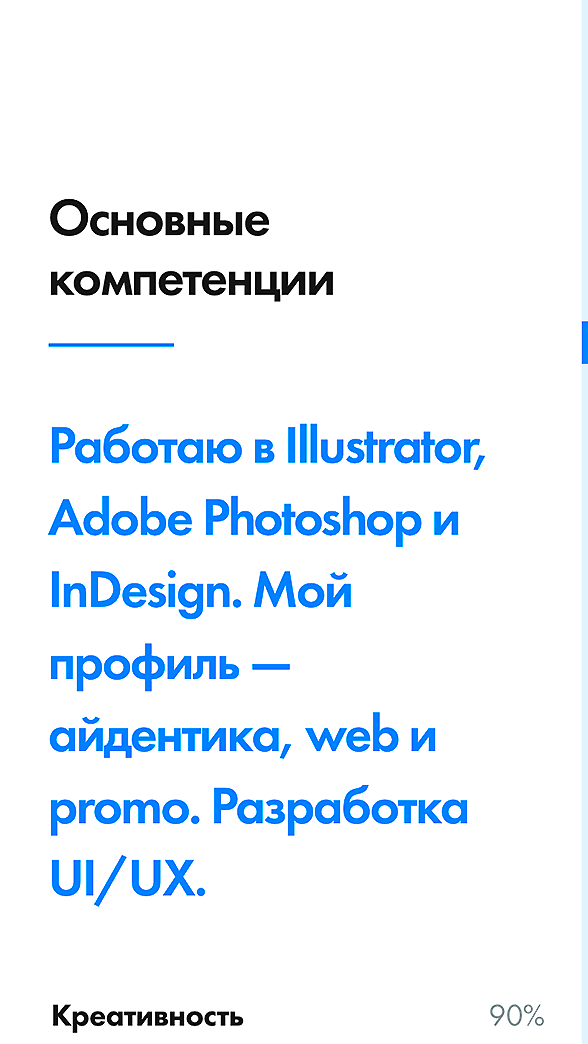 Основные
компетенции
Работаю в Illustrator,
Adobe Photoshop и
InDesign. Мой
профиль —
айдентика, web и
promo. Разработка
UI/UX.
Креативность 90%